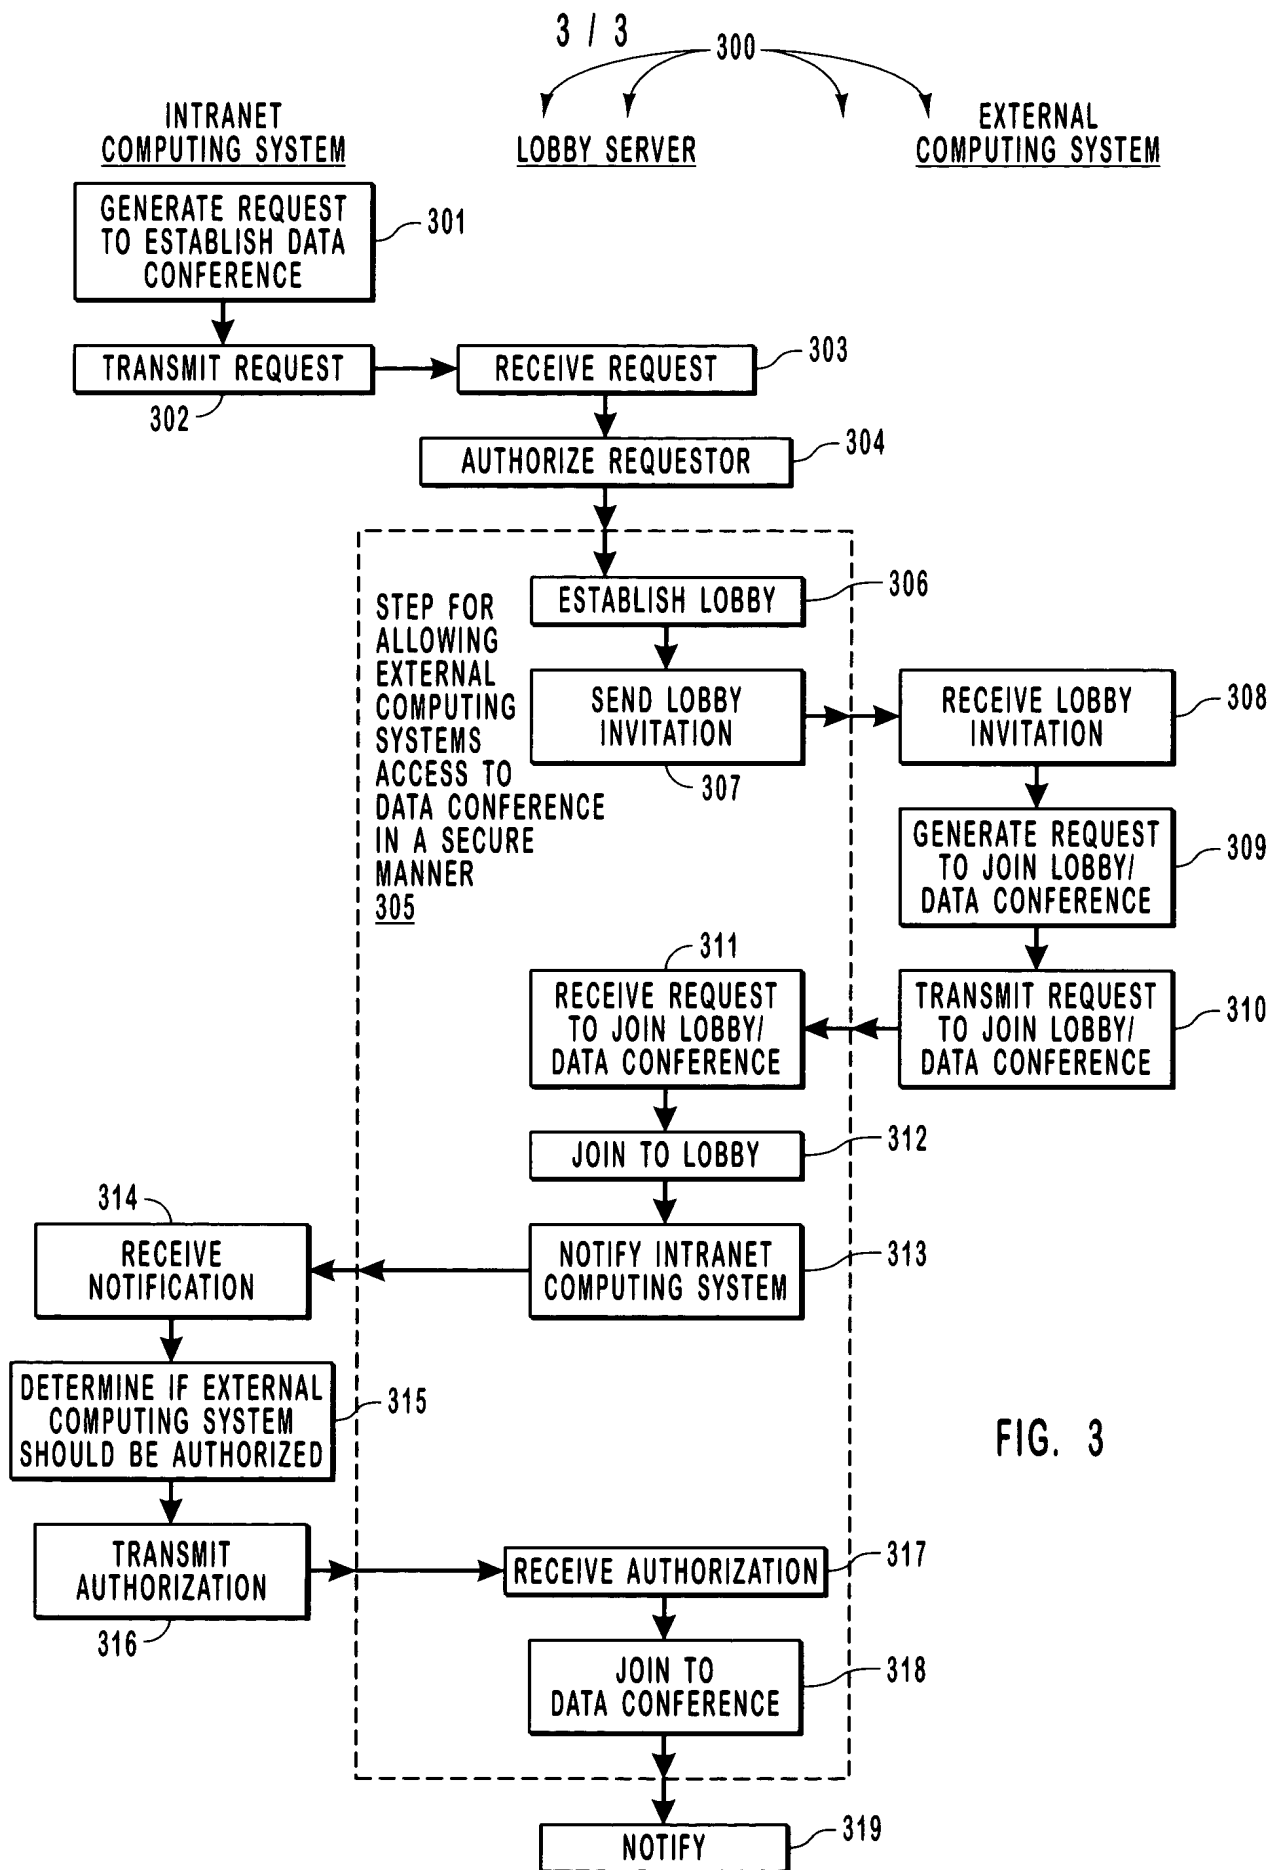 3 / 3
300
INTRANET
COMPUTING SYSTEM
LOBBY SERVER
EXTERNAL
COMPUTING SYSTEM
GENERATE REQUEST
TO ESTABLISH DATA
CONFERENCE
301
TRANSMIT REQUEST
302
RECEIVE REQUEST
303
AUTHORIZE REQUESTOR
304
STEP FOR
ALLOWING
EXTERNAL
COMPUTING
SYSTEMS
ACCESS TO
DATA CONFERENCE
IN A SECURE
MANNER
305
ESTABLISH LOBBY
306
SEND LOBBY
INVITATION
307
RECEIVE LOBBY
INVITATION
308
GENERATE REQUEST
TO JOIN LOBBY/
DATA CONFERENCE
309
TRANSMIT REQUEST
TO JOIN LOBBY/
DATA CONFERENCE
310
311
RECEIVE REQUEST
TO JOIN LOBBY/
DATA CONFERENCE
JOIN TO LOBBY
312
NOTIFY INTRANET
COMPUTING SYSTEM
313
314
RECEIVE
NOTIFICATION
DETERMINE IF EXTERNAL
COMPUTING SYSTEM
SHOULD BE AUTHORIZED
315
TRANSMIT
AUTHORIZATION
316
RECEIVE AUTHORIZATION
317
JOIN TO
DATA CONFERENCE
318
NOTIFY
319
FIG. 3